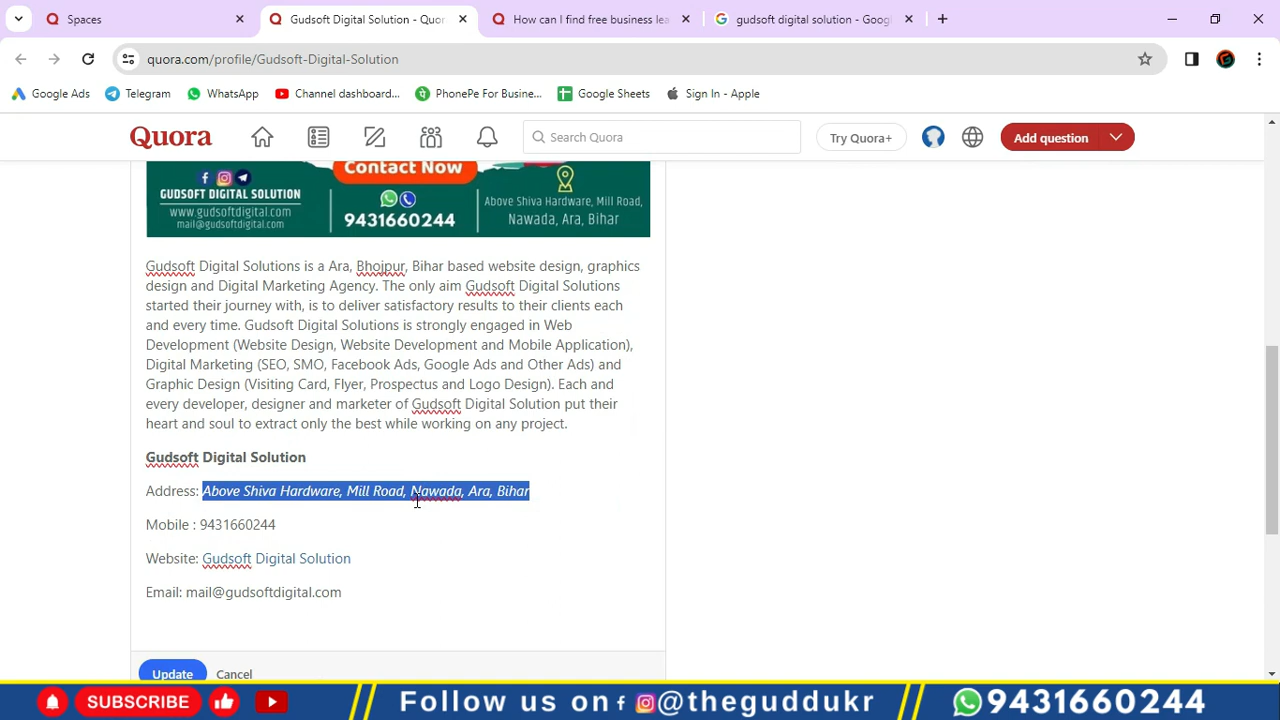 Spaces
Gudsoft Digital Solution - Quor
How can I find free business lea
gudsoft digital solution - Goog
quora.com/profile/Gudsoft-Digital-Solution
Google Ads
Telegram
WhatsApp
Channel dashboard...
PhonePe For Busine...
Google Sheets
Sign In - Apple
Quora
Search Quora
Try Quora+
Add question
Contact Now
GUDSOFT DIGITAL SOLUTION
www.gudsoftdigital.com
mail@gudsoftdigital.com
9431660244
Above Shiva Hardware, Mill Road,
Nawada, Ara, Bihar
Gudsoft Digital Solutions is a Ara, Bhojpur, Bihar based website design, graphics
design and Digital Marketing Agency. The only aim Gudsoft Digital Solutions
started their journey with, is to deliver satisfactory results to their clients each
and every time. Gudsoft Digital Solutions is strongly engaged in Web
Development (Website Design, Website Development and Mobile Application),
Digital Marketing (SEO, SMO, Facebook Ads, Google Ads and Other Ads) and
Graphic Design (Visiting Card, Flyer, Prospectus and Logo Design). Each and
every developer, designer and marketer of Gudsoft Digital Solution put their
heart and soul to extract only the best while working on any project.
Gudsoft Digital Solution
Address: Above Shiva Hardware, Mill Road, Nawada, Ara, Bihar
Mobile : 9431660244
Website: Gudsoft Digital Solution
Email: mail@gudsoftdigital.com
Update
Cancel
SUBSCRIBE
Follow us on f @theguddukr
9431660244